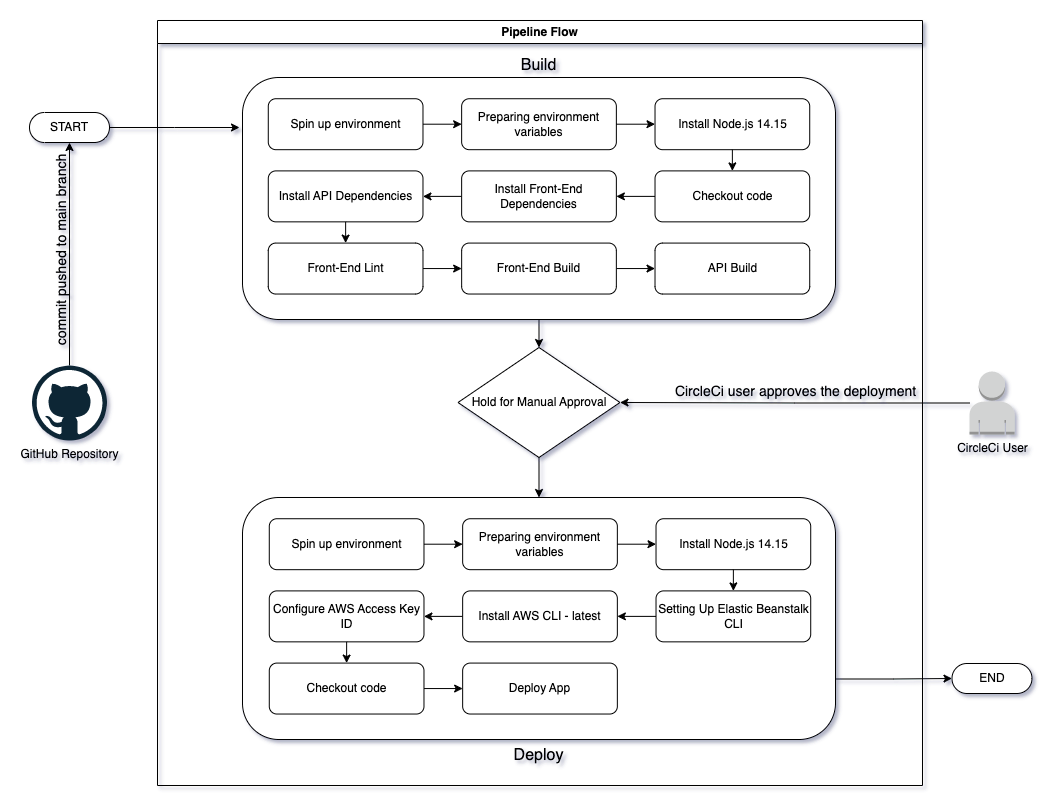 Pipeline Flow
Build
START
Spin up environment
Preparing environment
variables
Install Node.js 14.15
Install API Dependencies
Install Front-End
Dependencies
Checkout code
Front-End Lint
Front-End Build
API Build
commit pushed to main branch
GitHub Repository
Hold for Manual Approval
CircleCi user approves the deployment
CircleCi User
Spin up environment
Preparing environment
variables
Install Node.js 14.15
Configure AWS Access Key
ID
Install AWS CLI - latest
Setting Up Elastic Beanstalk
CLI
Checkout code
Deploy App
END
Deploy